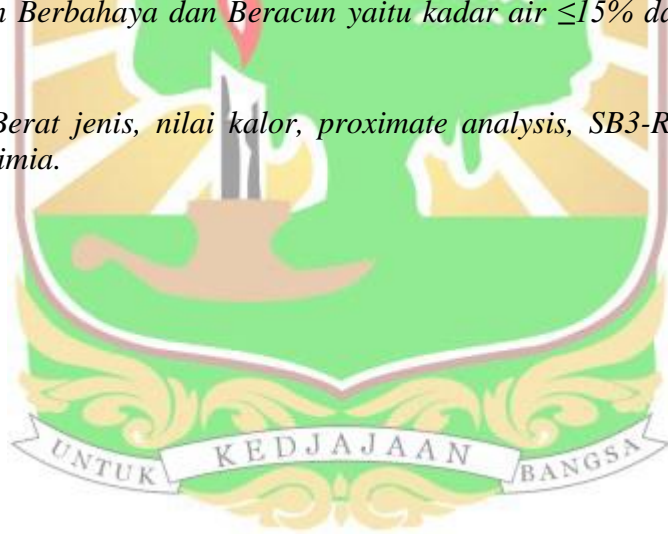 n Berbahaya dan Beracun yaitu kadar air ≤15% da
Berat jenis, nilai kalor, proximate analysis, SB3-R
imia.
UNTUK KEDJAJAAN BANGSA